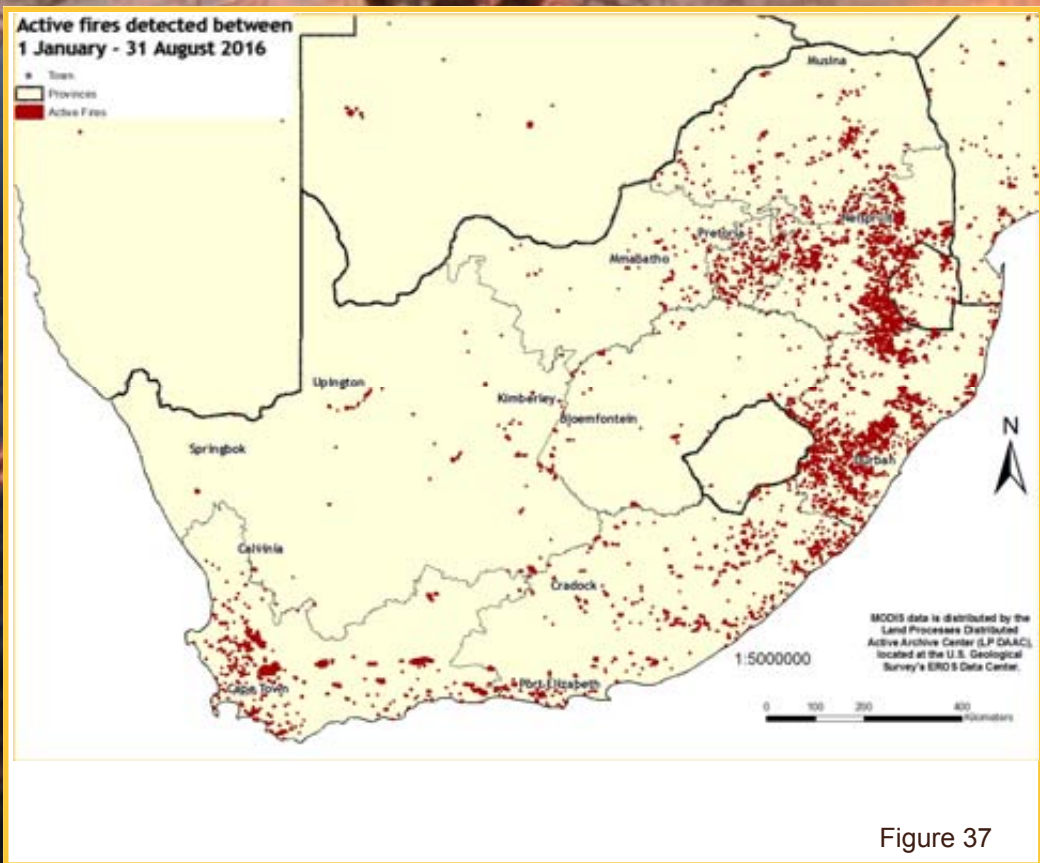 Active fires detected between
1 January - 31 August 2016
Town
Provinces
Active Fires
Musina
Nelspruit
Pretoria
Mmabatho
Upington
Kimberley
Bloemfontein
Springbok
Durban
Calvinia
Cradock
Cape Town
Port Elizabeth
N
MODIS data is distributed by the
Land Processes Distributed
Active Archive Center (LP DAAC),
located at the U.S. Geological
Survey's EROS Data Center.
1:5000000
0 100 200 400
Kilometers
Figure 37